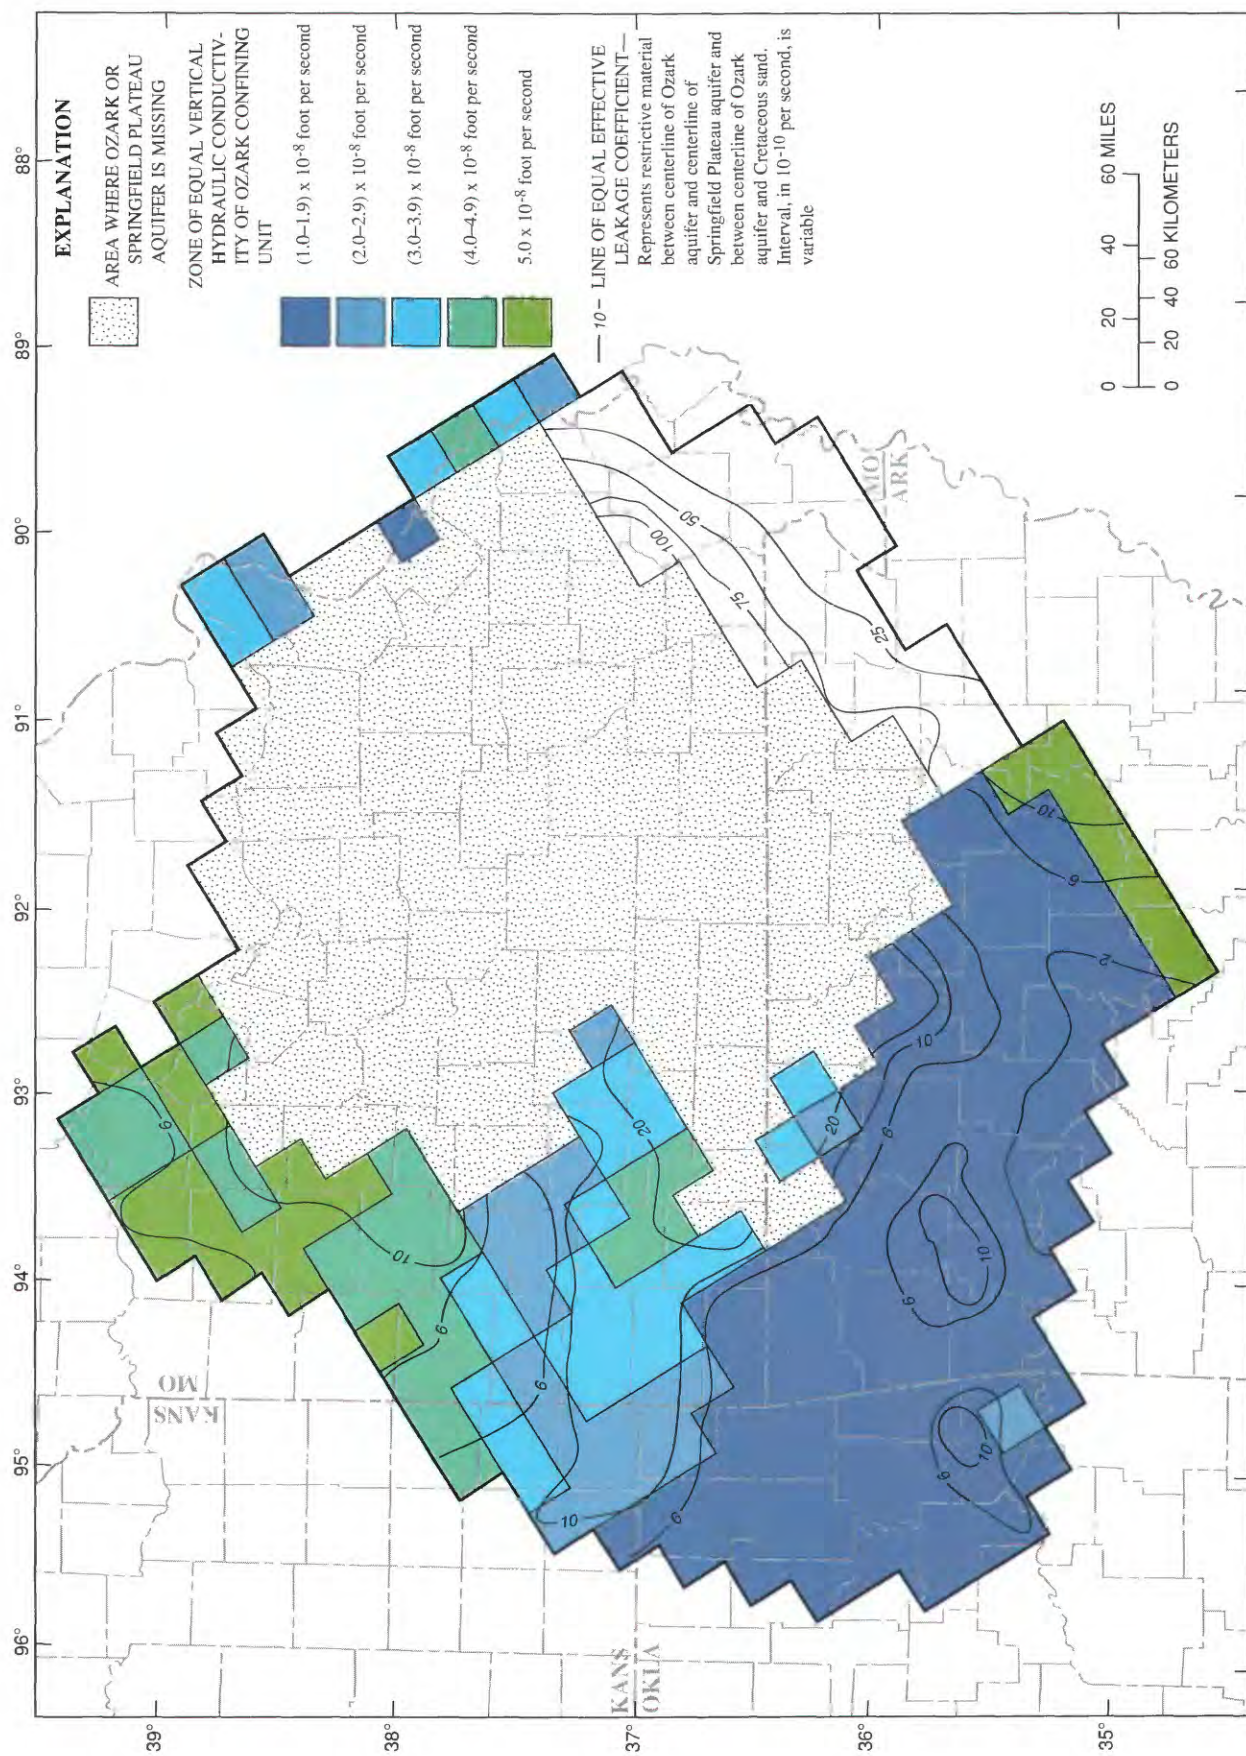 EXPLANATION
AREA WHERE OZARK OR
SPRINGFIELD PLATEAU
AQUIFER IS MISSING
ZONE OF EQUAL VERTICAL
HYDRAULIC CONDUCTIV-
ITY OF OZARK CONFINING
UNIT
(1.0–1.9) x 10-8 foot per second
(2.0–2.9) x 10-8 foot per second
(3.0–3.9) x 10-8 foot per second
(4.0–4.9) x 10-8 foot per second
5.0 x 10-8 foot per second
— 10 – LINE OF EQUAL EFFECTIVE
LEAKAGE COEFFICIENT—
Represents restrictive material
between centerline of Ozark
aquifer and centerline of
Springfield Plateau aquifer and
between centerline of Ozark
aquifer and Cretaceous sand.
Interval, in 10-10 per second, is
variable
0 20 40 60 MILES
0 20 40 60 KILOMETERS
96° 95° 94° 93° 92° 91° 90° 89° 88°
39°
38°
37°
36°
35°
KANS
MO
KANS
OKLA
MO
ARK
6
10
6
6
20
10
6
20
10
6
6
10
6
10
2
6
10
25
50
75
100